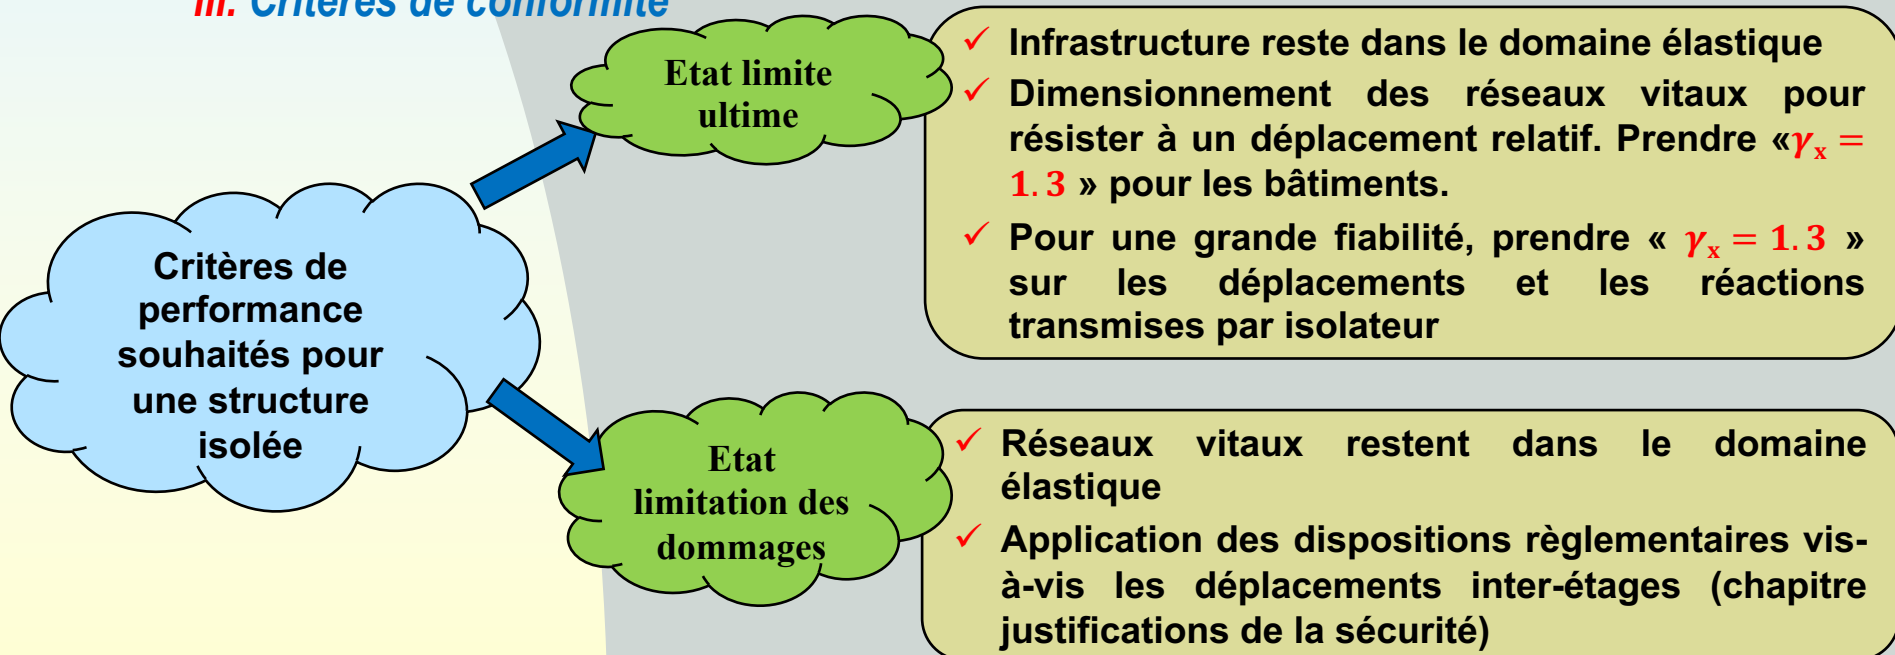 III. Critères de conformité
Etat limite
ultime
✓ Infrastructure reste dans le domaine élastique
✓ Dimensionnement des réseaux vitaux pour
résister à un déplacement relatif. Prendre «γx =
1.3 » pour les bâtiments.
✓ Pour une grande fiabilité, prendre « γx = 1.3 »
sur les déplacements et les réactions
transmises par isolateur
Critères de
performance
souhaités pour
une structure
isolée
Etat
limitation des
dommages
✓ Réseaux vitaux restent dans le domaine
élastique
✓ Application des dispositions règlementaires vis-
à-vis les déplacements inter-étages (chapitre
justifications de la sécurité)